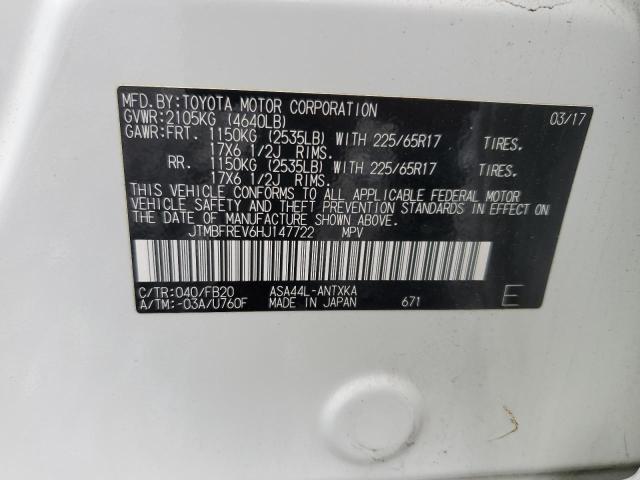 MFD.BY:TOYOTA MOTOR CORPORATION 03/17
GVWR:2105KG (4640LB)
GAWR:FRT. 1150KG (2535LB) WITH 225/65R17 TIRES.
17X6 1/2J RIMS.
RR. 1150KG (2535LB) WITH 225/65R17 TIRES.
17X6 1/2J RIMS.
THIS VEHICLE CONFORMS TO ALL APPLICABLE FEDERAL MOTOR
VEHICLE SAFETY AND THEFT PREVENTION STANDARDS IN EFFECT
ON THE DATE OF MANUFACTURE SHOWN ABOVE.
JTMBFREV6HJ147722 MPV
C/TR:040/FB20 ASA44L-ANTXKA
A/TM:-03A/U760F MADE IN JAPAN 671 E